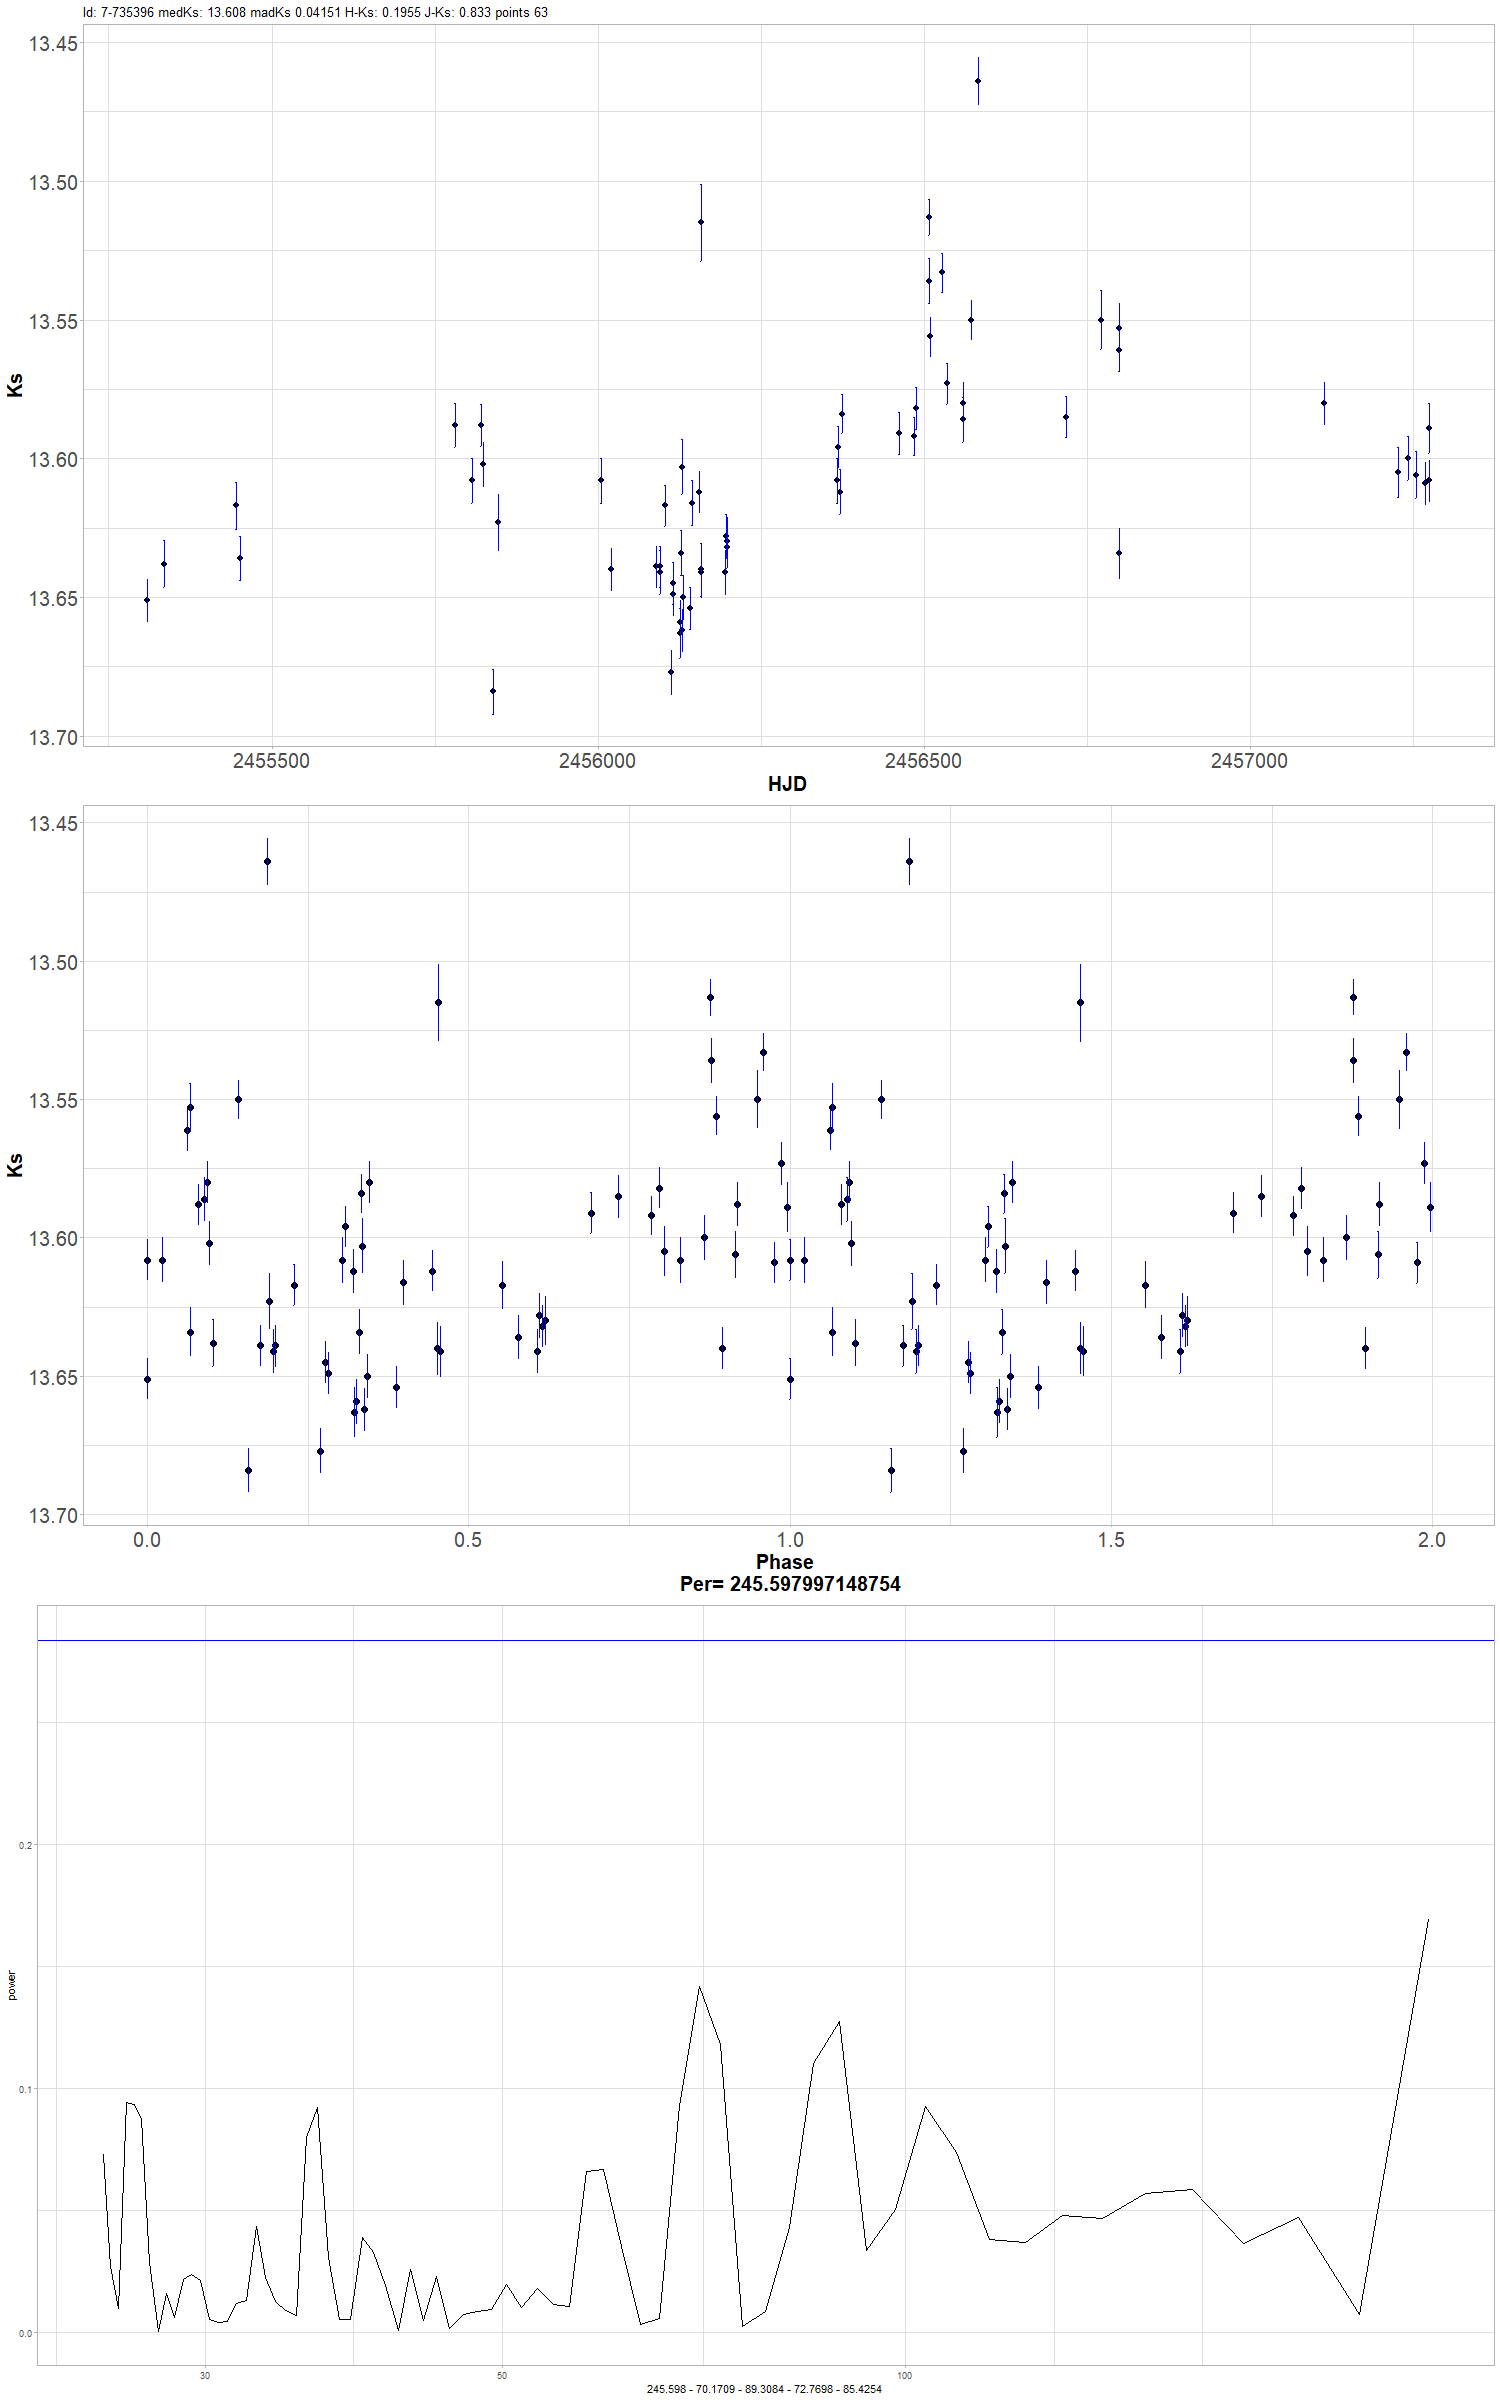 Id: 7-735396 medKs: 13.608 madKs 0.04151 H-Ks: 0.1955 J-Ks: 0.833 points 63
13.45
13.50
13.55
13.60
13.65
13.70
Ks
2455500 2456000 2456500 2457000
HJD
13.45
13.50
13.55
13.60
13.65
13.70
Ks
0.0 0.5 1.0 1.5 2.0
Phase
Per= 245.597997148754
0.2
0.1
0.0
power
30 50 100
245.598 - 70.1709 - 89.3084 - 72.7698 - 85.4254